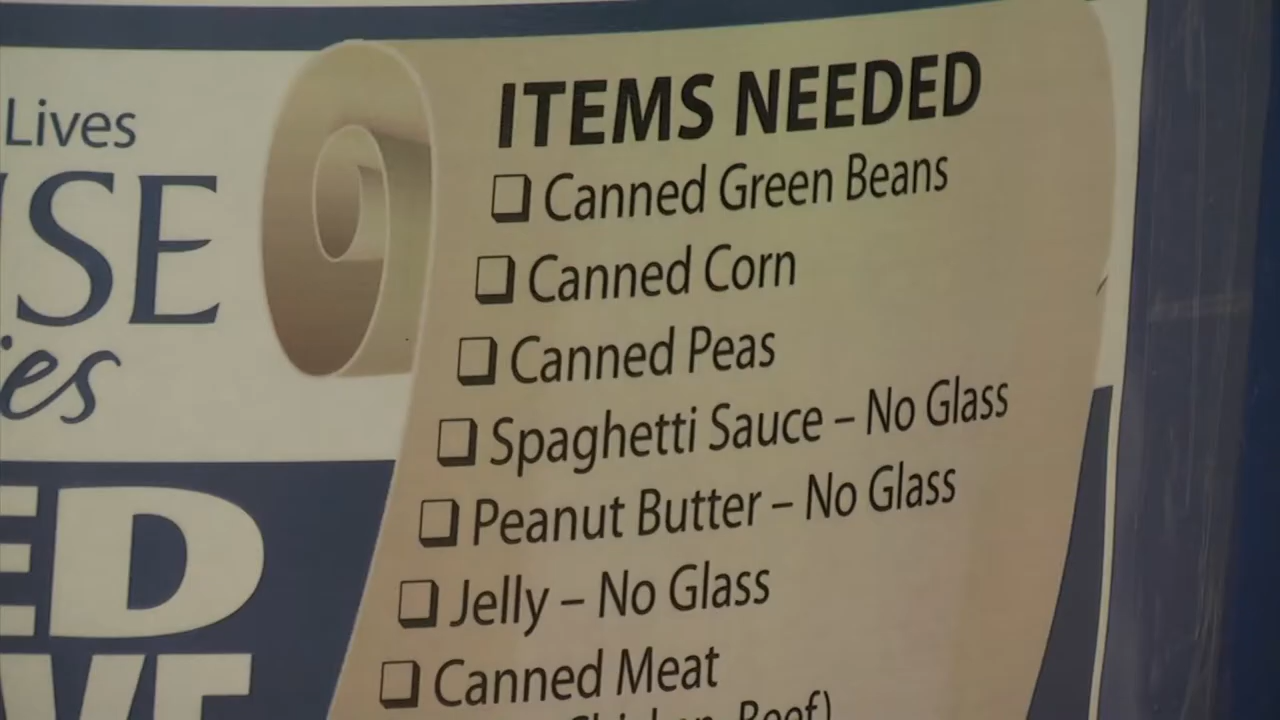 Lives
ITEMS NEEDED
❏ Canned Green Beans
❏ Canned Corn
❏ Canned Peas
❏ Spaghetti Sauce – No Glass
❏ Peanut Butter – No Glass
❏ Jelly – No Glass
❏ Canned Meat
Beef)